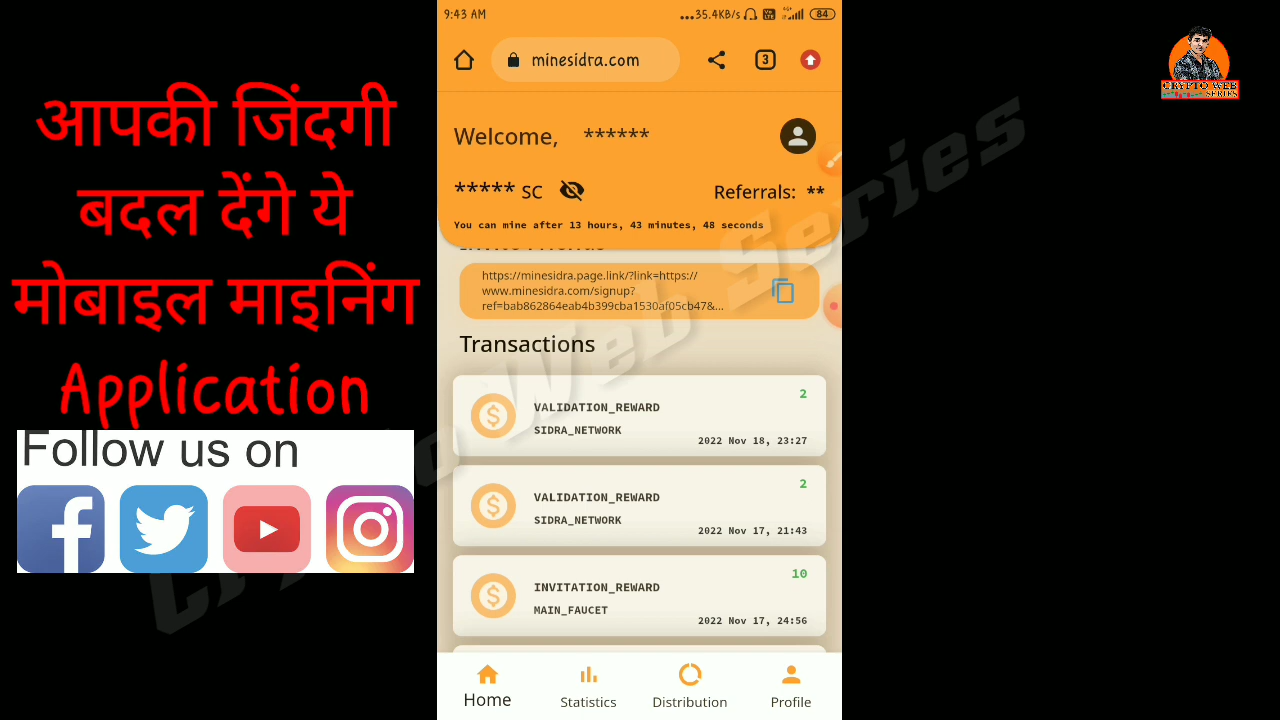 आपकी जिंदगी
बदल देंगे ये
मोबाइल माइनिंग
Application
Follow us on
9:43 AM
35.4KB/s
84
minesidra.com
3
Welcome, ******
***** SC
Referrals: **
You can mine after 13 hours, 43 minutes, 48 seconds
Invite Friends
https://minesidra.page.link/?link=https://
www.minesidra.com/signup?
ref=bab862864eab4b399cba1530af05cb47&...
Transactions
2
VALIDATION_REWARD
SIDRA_NETWORK
2022 Nov 18, 23:27
2
VALIDATION_REWARD
SIDRA_NETWORK
2022 Nov 17, 21:43
10
INVITATION_REWARD
MAIN_FAUCET
2022 Nov 17, 24:56
Home
Statistics
Distribution
Profile
CRYPTO WEB
SERIES
Crypto Web Series